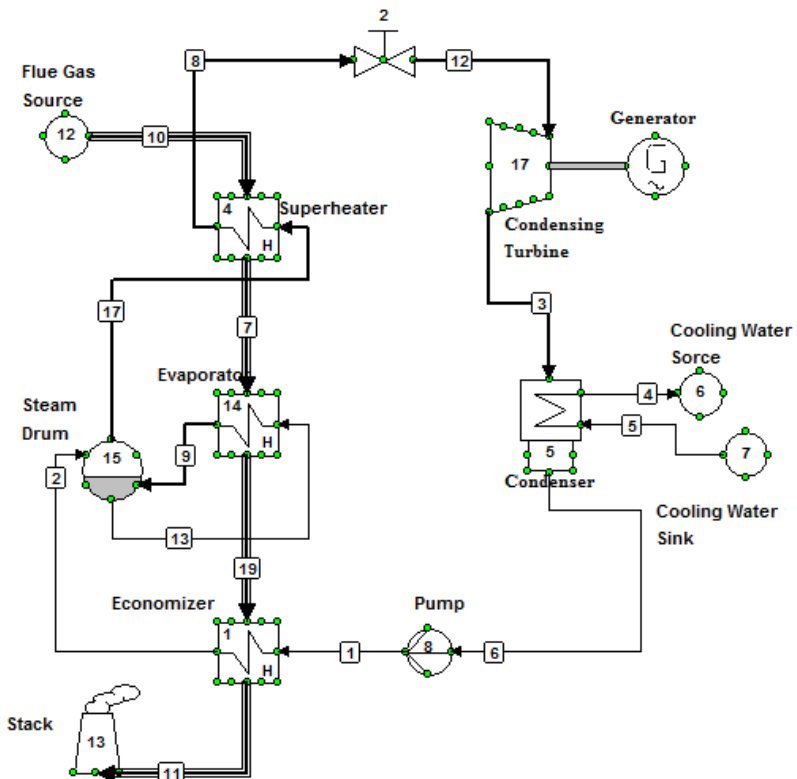 2
8
12
Flue Gas
Source
12
10
Generator
G
17
4
Superheater
H
Condensing
Turbine
17
7
3
Cooling Water
Sorce
Evaporator
4
6
Steam
Drum
14
5
15
9
H
5
7
2
Condenser
13
Cooling Water
Sink
19
Economizer
Pump
1
1
8
6
H
Stack
13
11